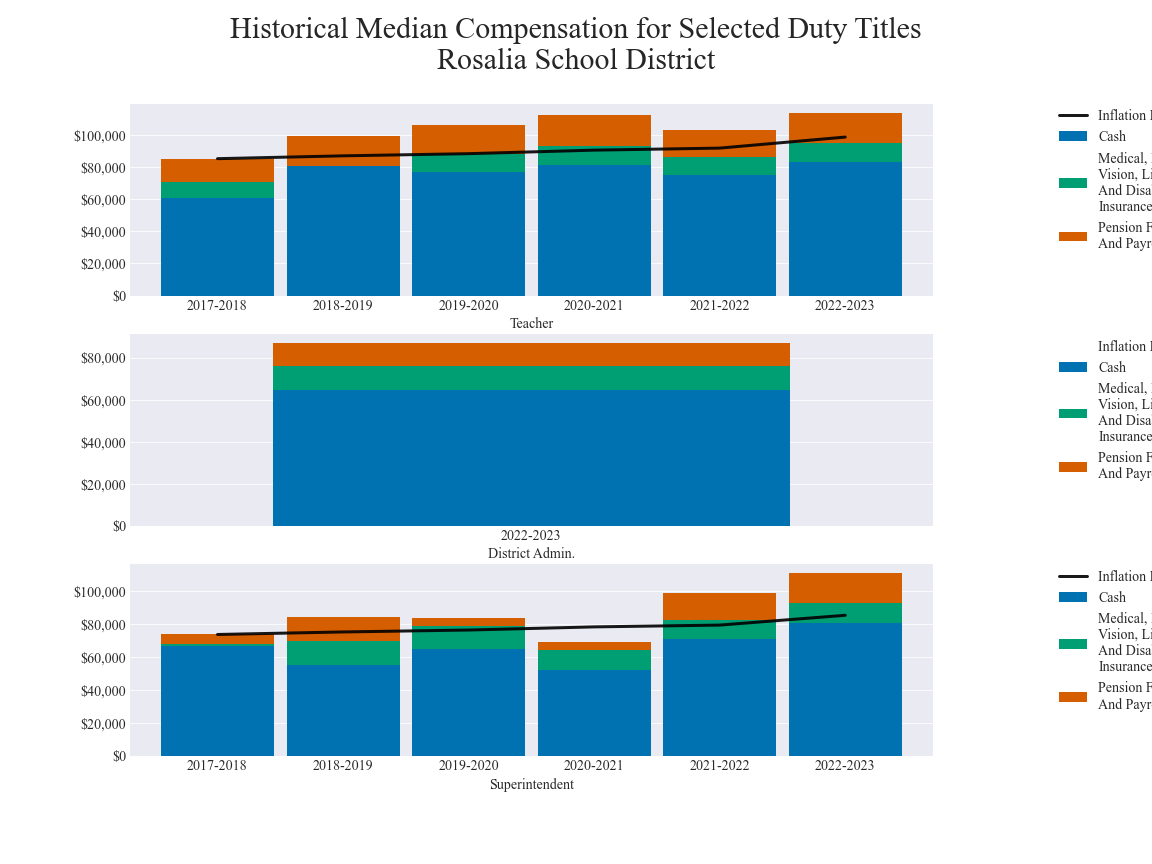 Historical Median Compensation for Selected Duty Titles
Rosalia School District
$100,000
$80,000
$60,000
$40,000
$20,000
$0
2017-2018 2018-2019 2019-2020 2020-2021 2021-2022 2022-2023
Teacher
Inflation
Cash
Medical,
Vision,
And
Insurance
Pension
And
$80,000
$60,000
$40,000
$20,000
$0
2022-2023
District Admin.
Inflation
Cash
Medical,
Vision,
And
Insurance
Pension
And
$100,000
$80,000
$60,000
$40,000
$20,000
$0
2017-2018 2018-2019 2019-2020 2020-2021 2021-2022 2022-2023
Superintendent
Inflation
Cash
Medical,
Vision,
And
Insurance
Pension
And